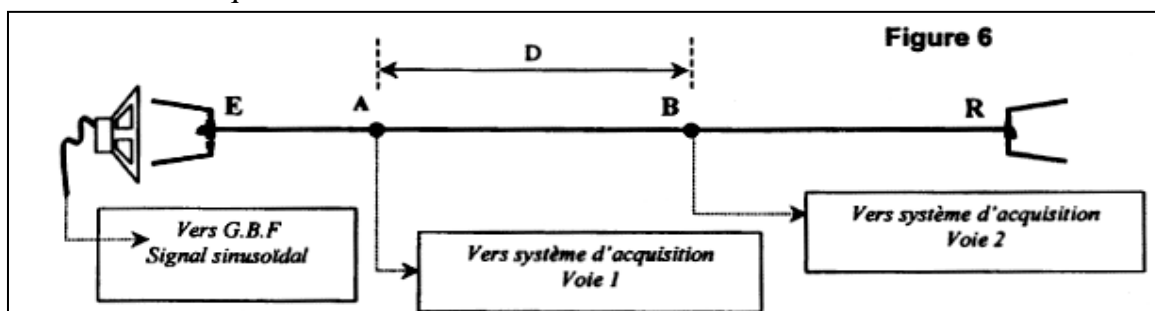 Figure 6
D
E
A
B
R
Vers G.B.F
Signal sinusoïdal
Vers système d'acquisition
Voie 1
Vers système d'acquisition
Voie 2